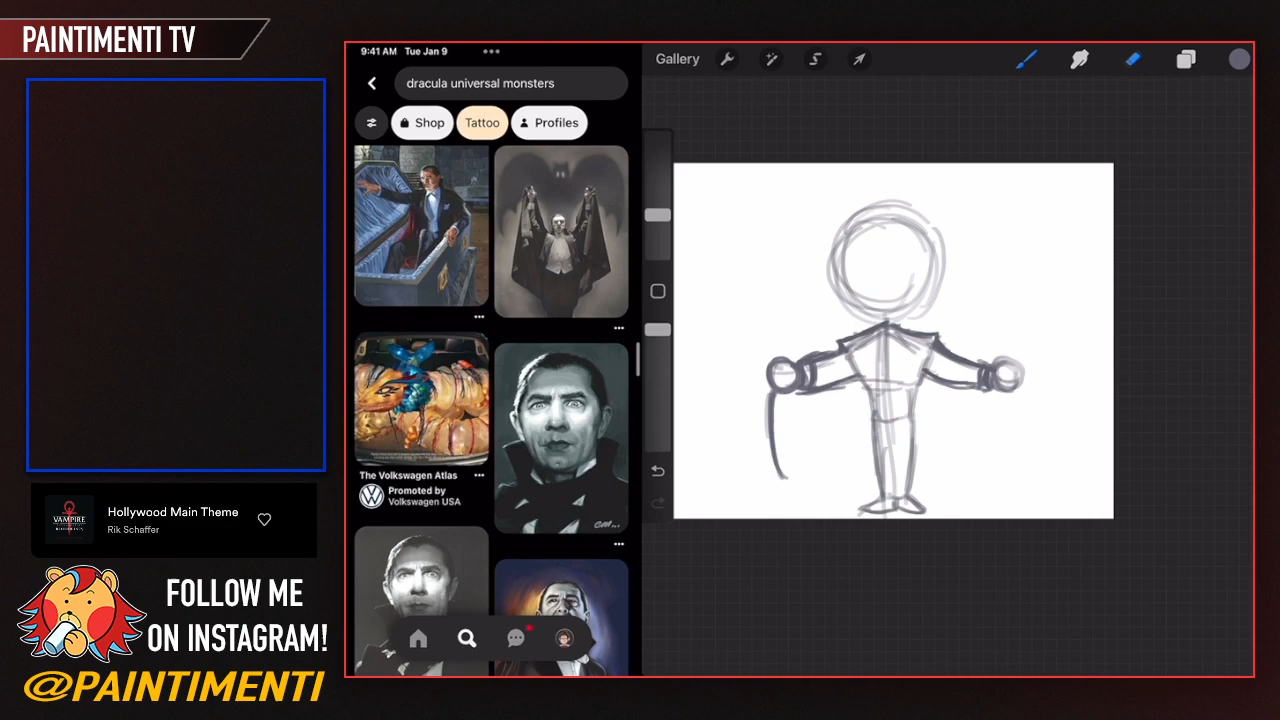 PAINTIMENTI TV
9:41 AM Tue Jan 9
dracula universal monsters
Shop
Tattoo
Profiles
Gallery
The Volkswagen Atlas
Promoted by
Volkswagen USA
VAMPIRE
Hollywood Main Theme
Rik Schaffer
FOLLOW ME
ON INSTAGRAM!
@PAINTIMENTI